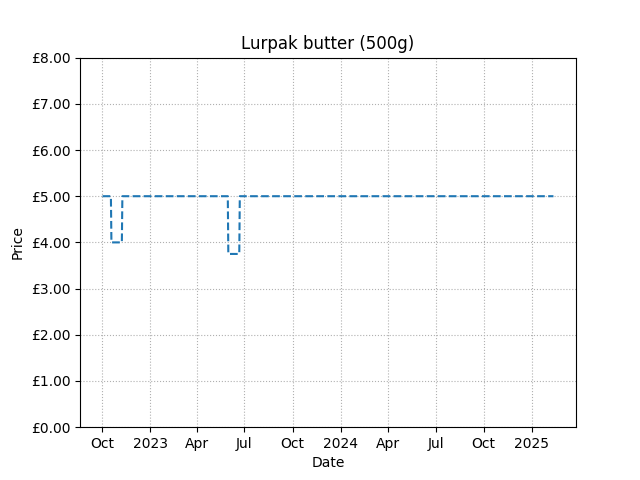 Lurpak butter (500g)
£8.00
£7.00
£6.00
£5.00
£4.00
£3.00
£2.00
£1.00
£0.00
Price
Oct 2023 Apr Jul Oct 2024 Apr Jul Oct 2025
Date